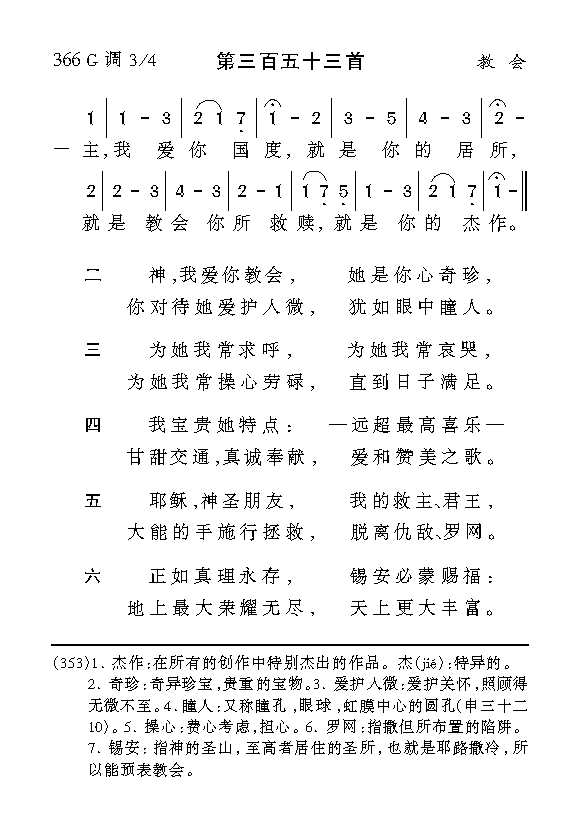 366 G 调 3/4 第三百五十三首 教 会
1 | 1 - 3 | 2 1 7 | 1 - 2 | 3 - 5 | 4 - 3 | 2 -
一 主,我 爱 你 国 度, 就 是 你 的 居 所,
2 | 2 - 3 | 4 - 3 | 2 - 1 | 1 7 5 | 1 - 3 | 2 1 7 | 1 - ‖
就 是 教 会 你 所 救 赎, 就 是 你 的 杰 作。
二 神,我爱你教会, 她是你心奇珍,
你对待她爱护入微, 犹如眼中瞳人。
三 为她我常求呼, 为她我常哀哭,
为她我常操心劳碌, 直到日子满足。
四 我宝贵她特点: —远超最高喜乐—
甘甜交通,真诚奉献, 爱和赞美之歌。
五 耶稣,神圣朋友, 我的救主、君王,
大能的手施行拯救, 脱离仇敌、罗网。
六 正如真理永存, 锡安必蒙赐福:
地上最大荣耀无尽, 天上更大丰富。
(353)1. 杰作:在所有的创作中特别杰出的作品。杰(jié):特异的。
2. 奇珍:奇异珍宝,贵重的宝物。3. 爱护入微:爱护关怀,照顾得
无微不至。4. 瞳人:又称瞳孔,眼球,虹膜中心的圆孔(申三十二
10)。5. 操心:费心考虑,担心。6. 罗网:指撒但所布置的陷阱。
7. 锡安: 指神的圣山, 至高者居住的圣所, 也就是耶路撒冷, 所
以能预表教会。